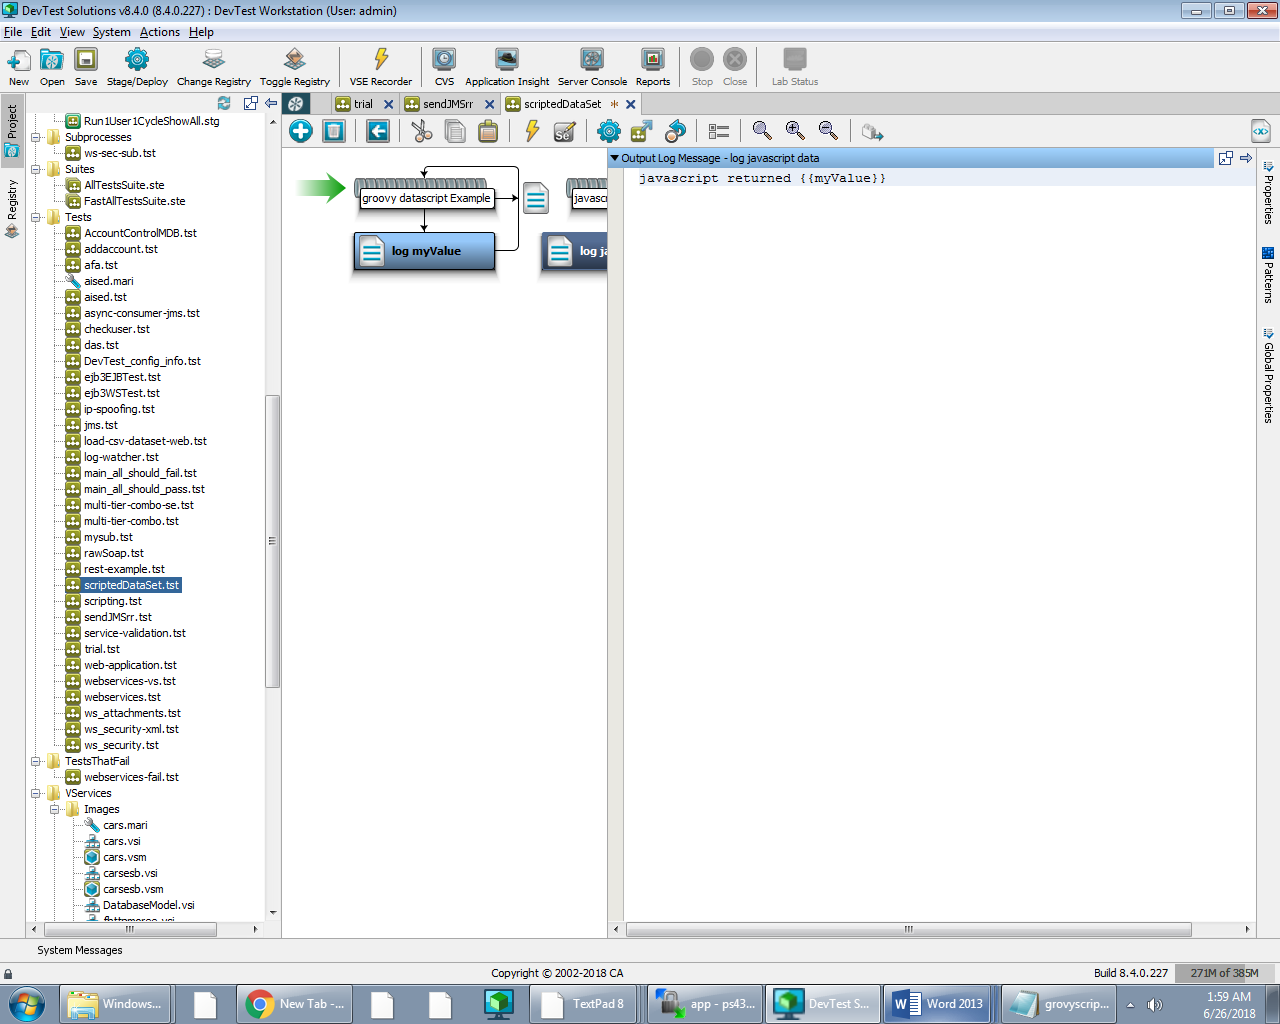 DevTest Solutions v8.4.0 (8.4.0.227) : DevTest Workstation (User: admin)
File Edit View System Actions Help
New Open Save Stage/Deploy Change Registry Toggle Registry VSE Recorder CVS Application Insight Server Console Reports Stop Close Lab Status
Project
Registry
trial sendJMSrr scriptedDataSet
Run1User1CycleShowAll.stg
Subprocesses
ws-sec-sub.tst
Suites
AllTestsSuite.ste
FastAllTestsSuite.ste
Tests
AccountControlMDB.tst
addaccount.tst
afa.tst
aised.mari
aised.tst
async-consumer-jms.tst
checkuser.tst
das.tst
DevTest_config_info.tst
ejb3EJBTest.tst
ejb3WSTest.tst
ip-spoofing.tst
jms.tst
load-csv-dataset-web.tst
log-watcher.tst
main_all_should_fail.tst
main_all_should_pass.tst
multi-tier-combo-se.tst
multi-tier-combo.tst
mysub.tst
rawSoap.tst
rest-example.tst
scriptedDataSet.tst
scripting.tst
sendJMSrr.tst
service-validation.tst
trial.tst
web-application.tst
webservices-vs.tst
webservices.tst
ws_attachments.tst
ws_security-xml.tst
ws_security.tst
TestsThatFail
webservices-fail.tst
VServices
Images
cars.mari
cars.vsi
cars.vsm
carsesb.vsi
carsesb.vsm
DatabaseModel.vsi
groovy datascript Example
javasc
log myValue
log ja
Output Log Message - log javascript data
javascript returned {{myValue}}
Properties
Patterns
Global Properties
System Messages
Copyright © 2002-2018 CA
Build 8.4.0.227
271M of 385M
Windows...
New Tab -...
TextPad 8
app - ps43...
DevTest S...
Word 2013
grovyscrip...
1:59 AM
6/26/2018